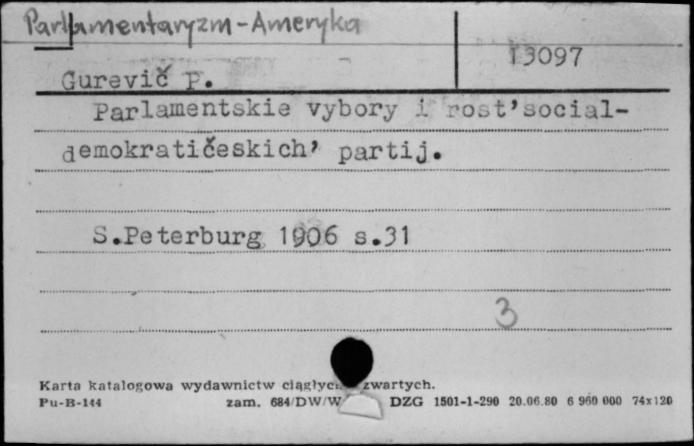 Parlamentaryzm-Ameryka
13097
Gurevič P.
Parlamentskie vybory i rost’social-
demokratičeskich’ partij.
S.Peterburg 1906 s.31
3
Karta katalogowa wydawnictw zwartych.
Pu-B-144 zam. 684/DW/W DZG 1501-1-290 20.06.80 6 960 000 74x120